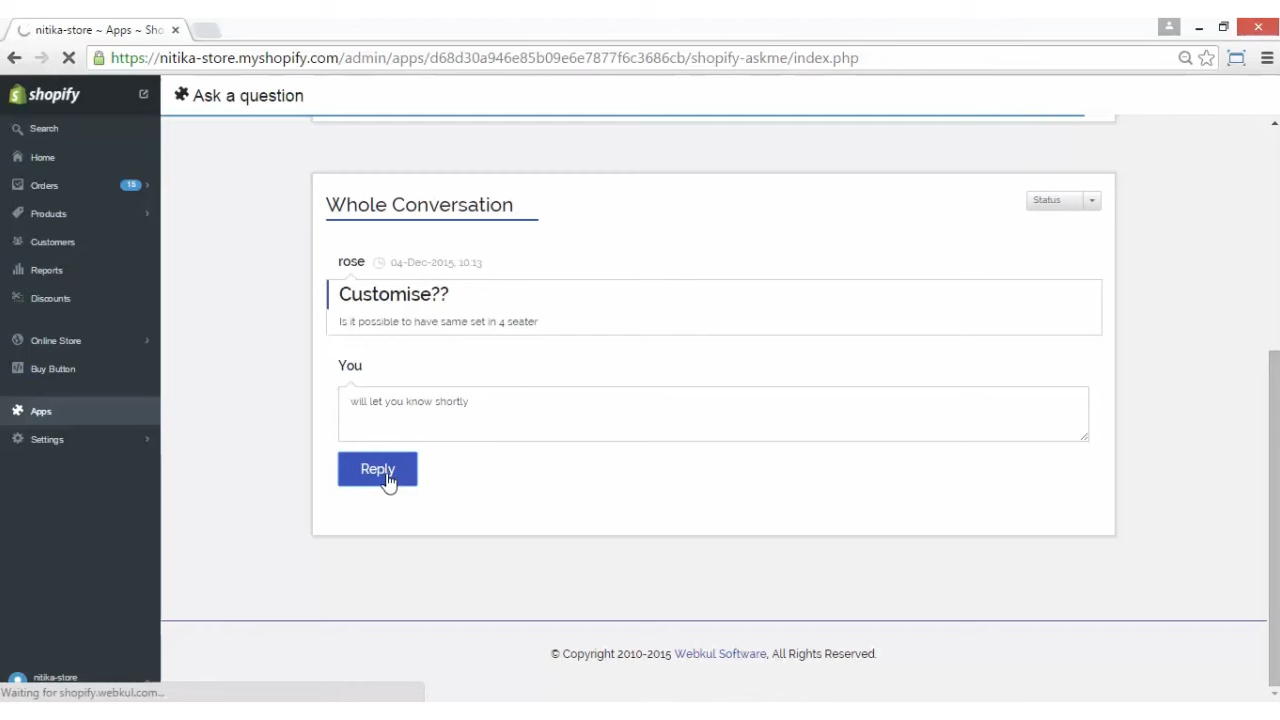 nitika-store ~ Apps ~ Sho
https://nitika-store.myshopify.com/admin/apps/d68d30a946e85b09e6e7877f6c3686cb/shopify-askme/index.php
shopify
Ask a question
Search
Home
Orders 15
Products
Customers
Reports
Discounts
Online Store
Buy Button
Apps
Settings
nitika-store
Whole Conversation
Status
rose 04-Dec-2015, 10:13
Customise??
Is it possible to have same set in 4 seater
You
will let you know shortly
Reply
© Copyright 2010-2015 Webkul Software, All Rights Reserved.
Waiting for shopify.webkul.com...